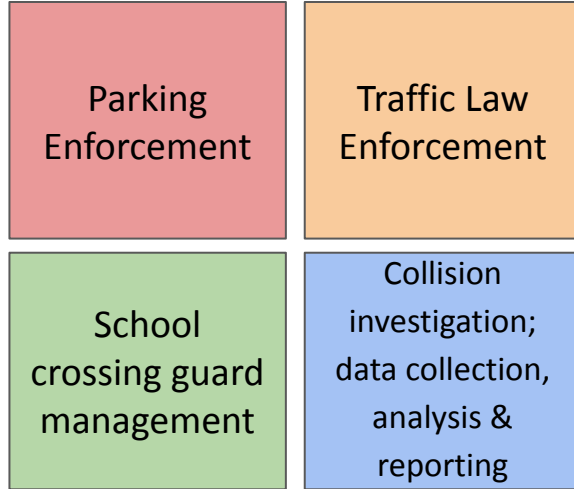 Parking
Enforcement
Traffic Law
Enforcement
School
crossing guard
management
Collision
investigation;
data collection,
analysis &
reporting